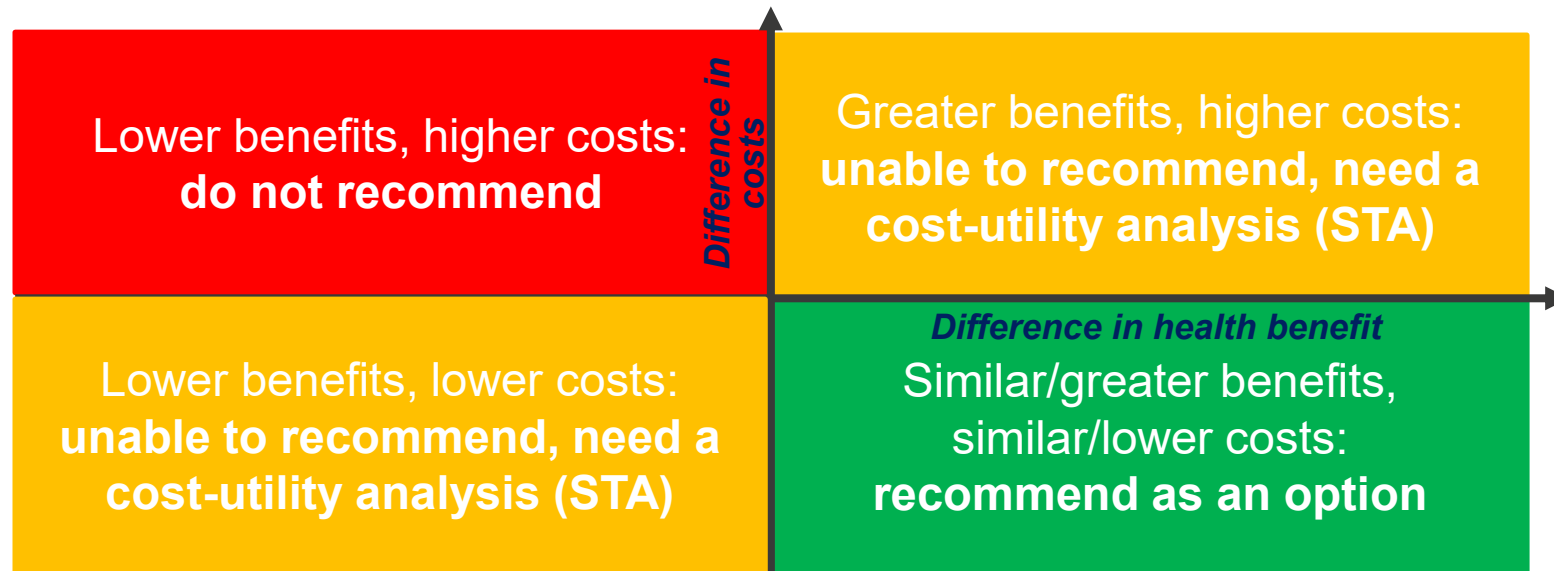 Lower benefits, higher costs:
do not recommend
Difference in
costs
Greater benefits, higher costs:
unable to recommend, need a
cost-utility analysis (STA)
Lower benefits, lower costs:
unable to recommend, need a
cost-utility analysis (STA)
Difference in health benefit
Similar/greater benefits,
similar/lower costs:
recommend as an option